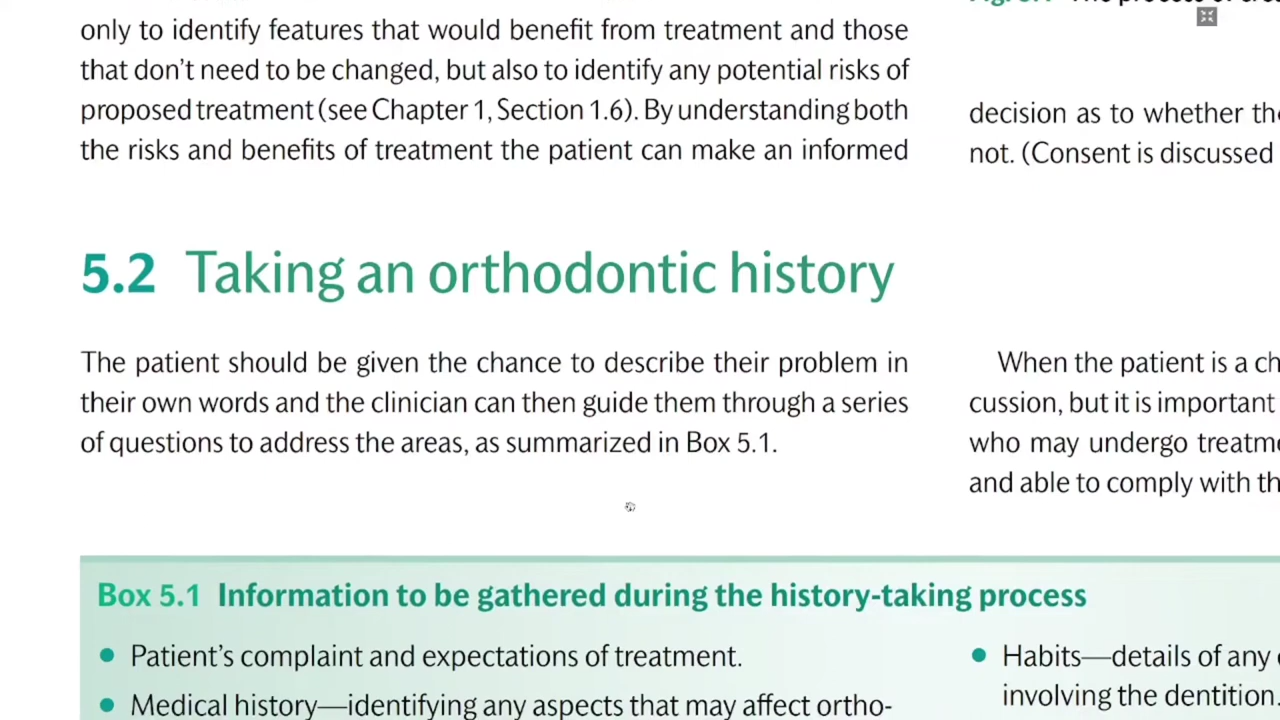 only to identify features that would benefit from treatment and those
that don’t need to be changed, but also to identify any potential risks of
proposed treatment (see Chapter 1, Section 1.6). By understanding both
the risks and benefits of treatment the patient can make an informed
decision as to whether
not. (Consent is discussed
5.2 Taking an orthodontic history
The patient should be given the chance to describe their problem in
their own words and the clinician can then guide them through a series
of questions to address the areas, as summarized in Box 5.1.
When the patient is a
cussion, but it is important
who may undergo
and able to comply with
Box 5.1 Information to be gathered during the history-taking process
Patient’s complaint and expectations of treatment.
Medical history—identifying any aspects that may affect ortho-
Habits—details of any
involving the dentition.